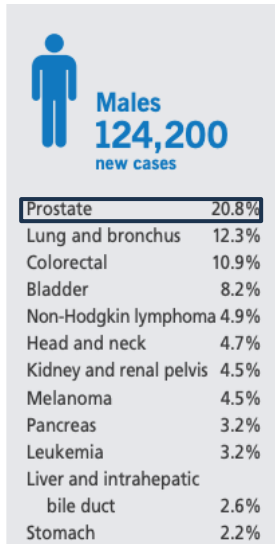 Males
124,200
new cases
Prostate 20.8%
Lung and bronchus 12.3%
Colorectal 10.9%
Bladder 8.2%
Non-Hodgkin lymphoma 4.9%
Head and neck 4.7%
Kidney and renal pelvis 4.5%
Melanoma 4.5%
Pancreas 3.2%
Leukemia 3.2%
Liver and intrahepatic
bile duct 2.6%
Stomach 2.2%